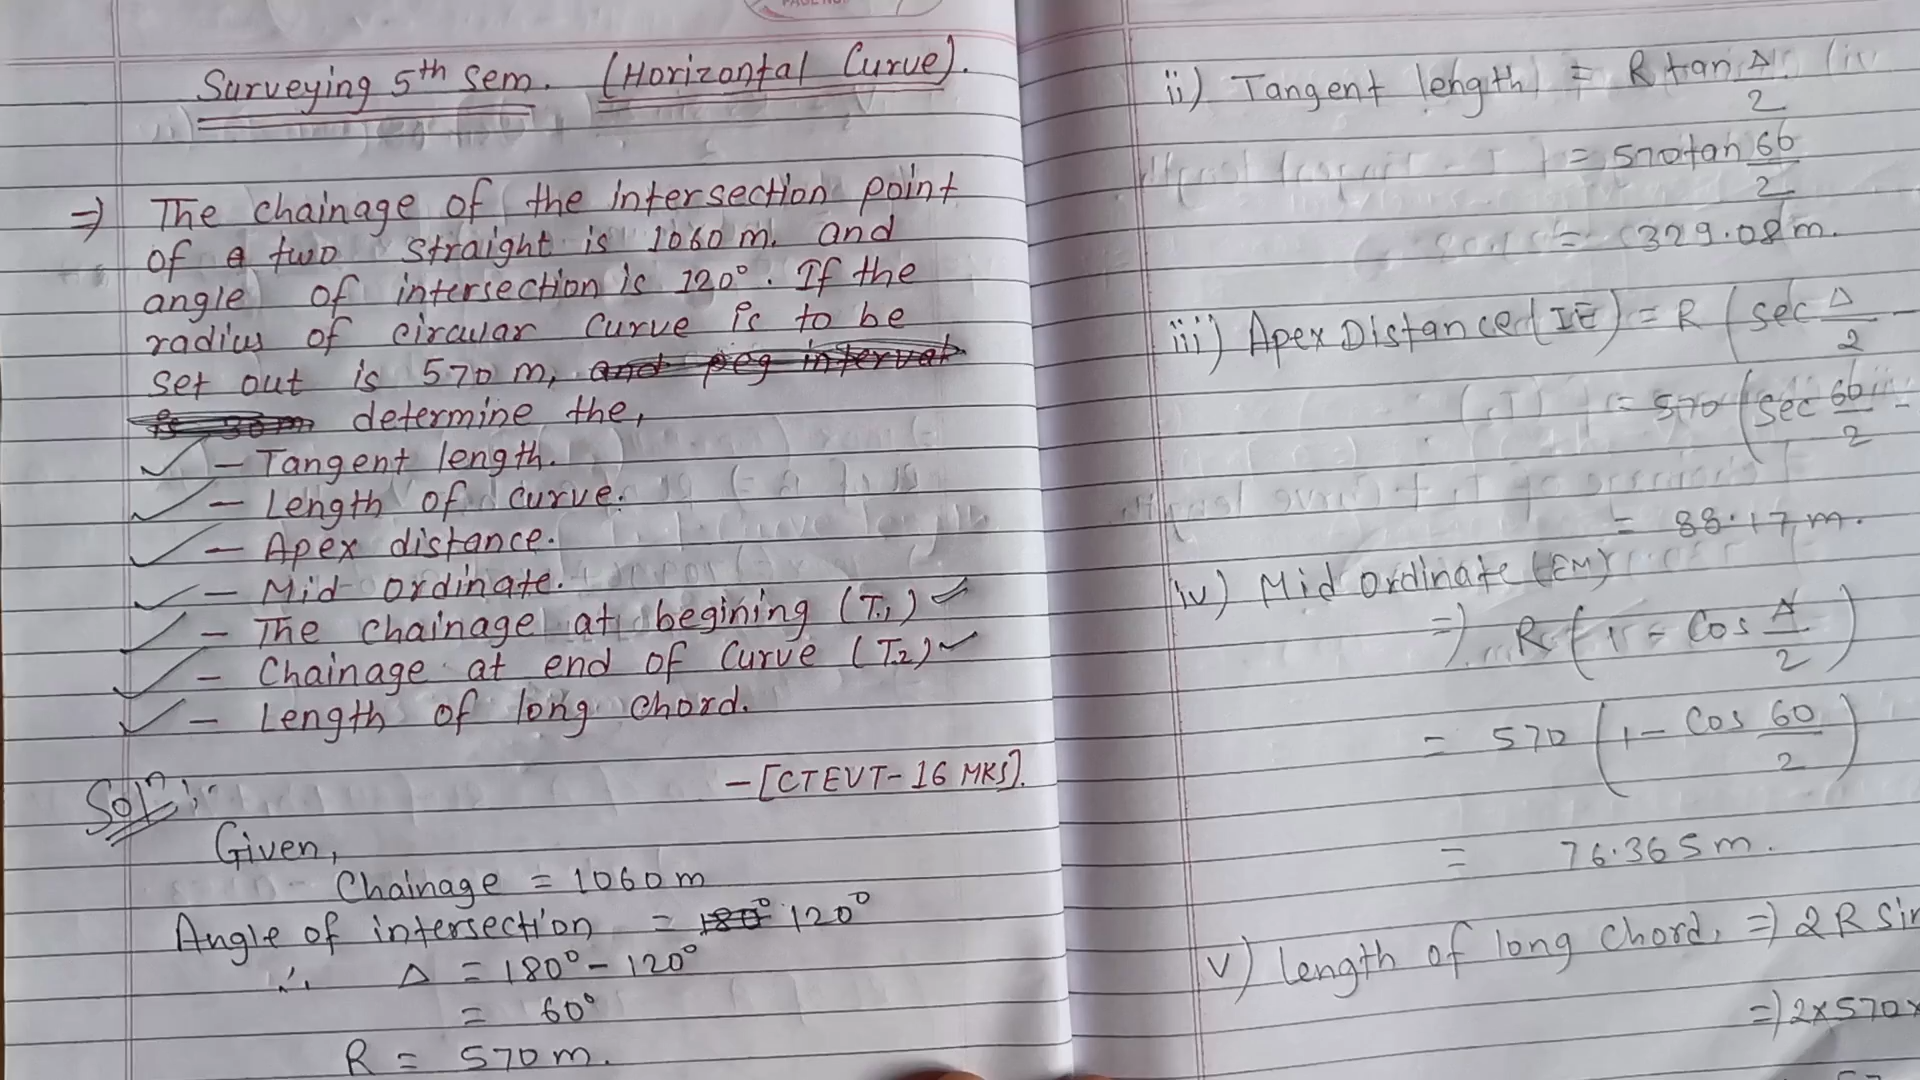 Surveying 5th Sem. (Horizontal Curve).
=> The chainage of the intersection point
of a two straight is 1060 m. and
angle of intersection is 120°. If the
radius of circular curve is to be
set out is 570 m, and peg interval
is 30m determine the,
✓ - Tangent length.
✓ - Length of curve.
✓ - Apex distance.
✓ - Mid ordinate.
✓ - The chainage at begining (T1) ✓
✓ - Chainage at end of curve (T2) ✓
✓ - Length of long chord.
- [CTEVT - 16 MKS].
Soln:
Given,
Chainage = 1060 m
Angle of intersection = 180° 120°
∴ Δ = 180° - 120°
= 60°
R = 570 m.
ii) Tangent length = R tan Δ/2
= 570 tan 60/2
= 329.08 m.
iii) Apex Distance (IE) = R (sec Δ/2 -
= 570 (sec 60/2 -
= 88.17 m.
iv) Mid ordinate (EM)
=> R (1 - Cos Δ/2)
= 570 (1 - Cos 60/2)
= 76.365 m.
v) Length of long chord, => 2 R Sin
=> 2 x 570 x